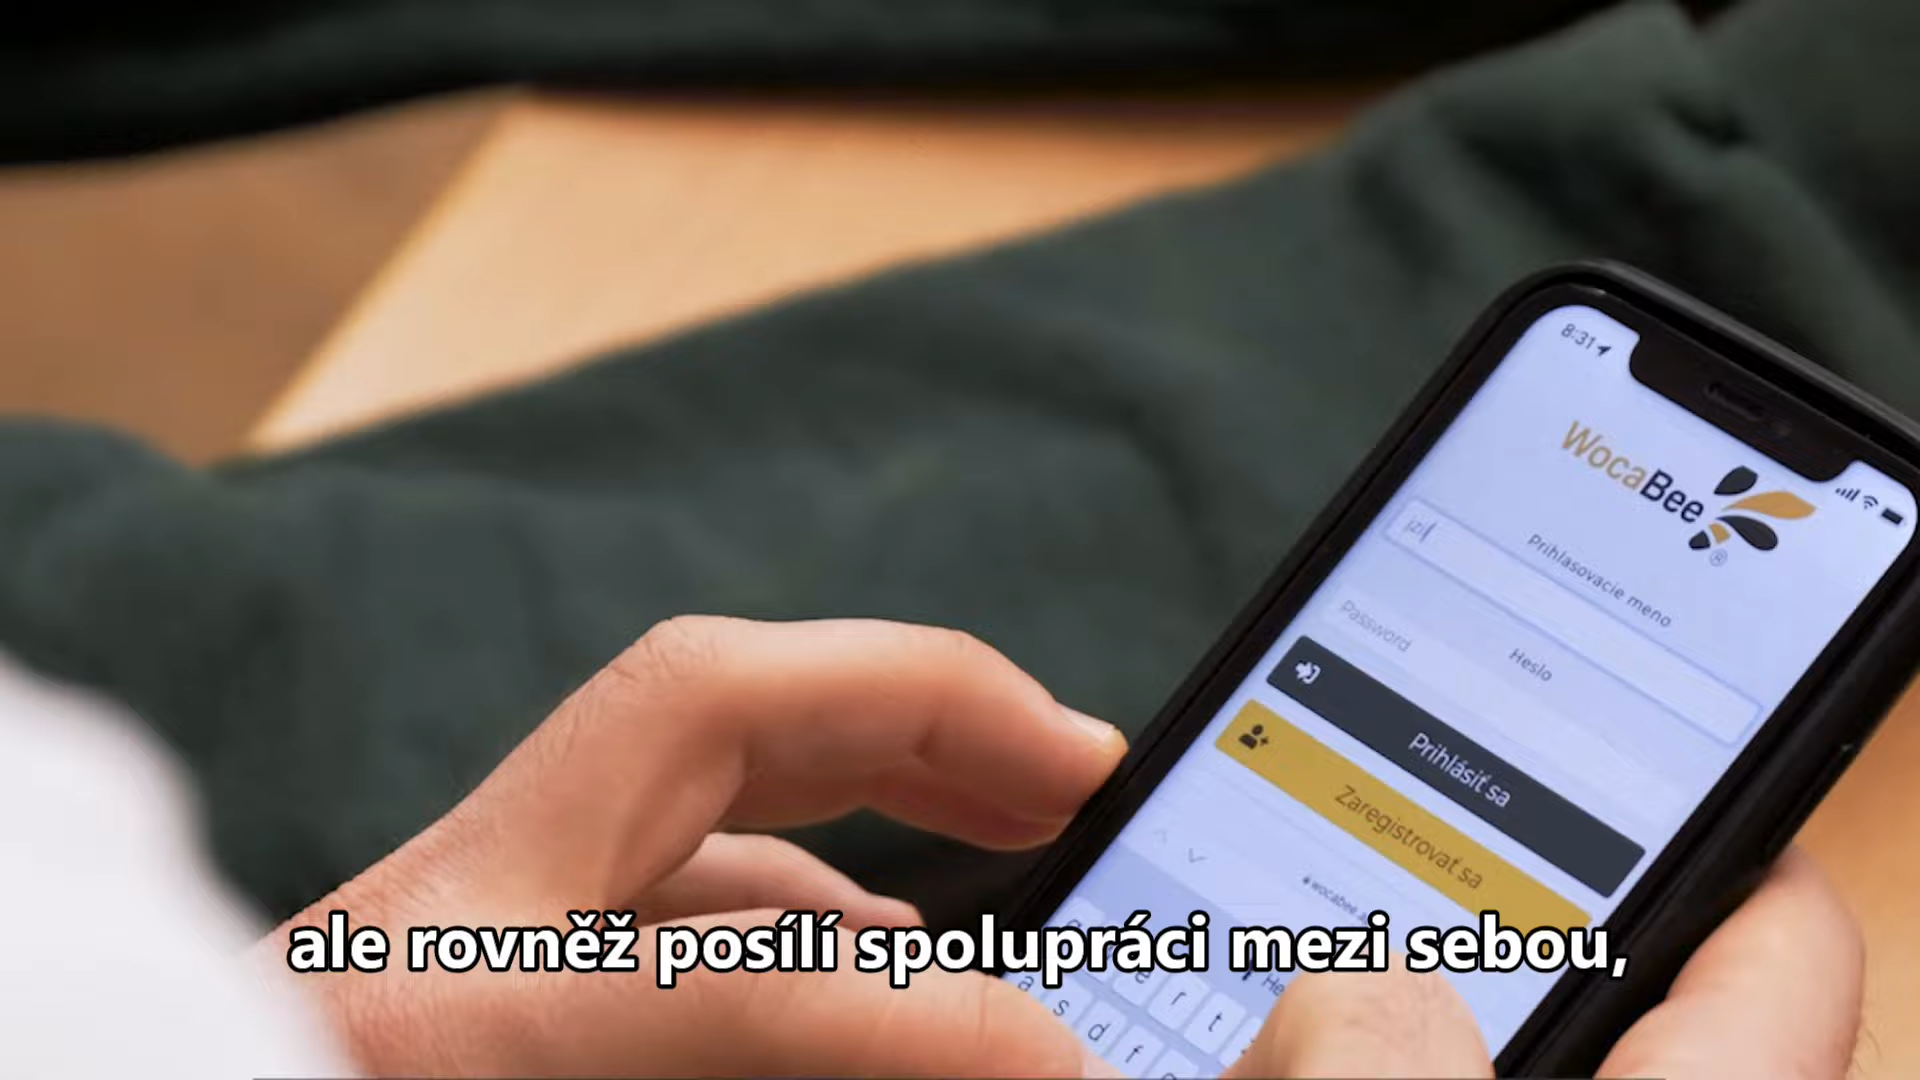 8:31
WocaBee
®
Prihlasovacie meno
Heslo
Password
Prihlásiť sa
Zaregistrovať sa
e r t
a s d f
ale rovněž posílí spolupráci mezi sebou,